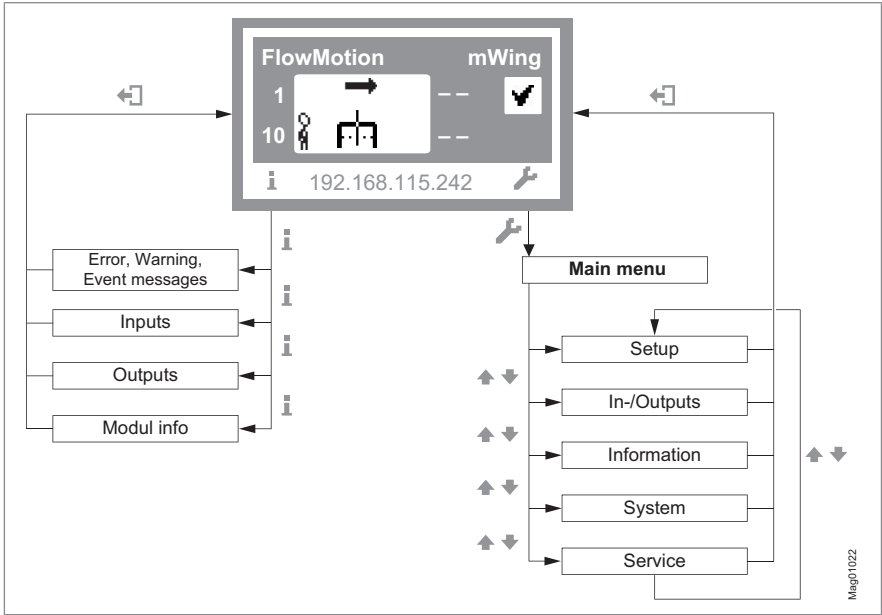 FlowMotion mWing
1 – –
10 – –
i 192.168.115.242
i
Error, Warning,
Event messages
i
Inputs
i
Outputs
i
Modul info
Main menu
Setup
In-/Outputs
Information
System
Service
Mag01022